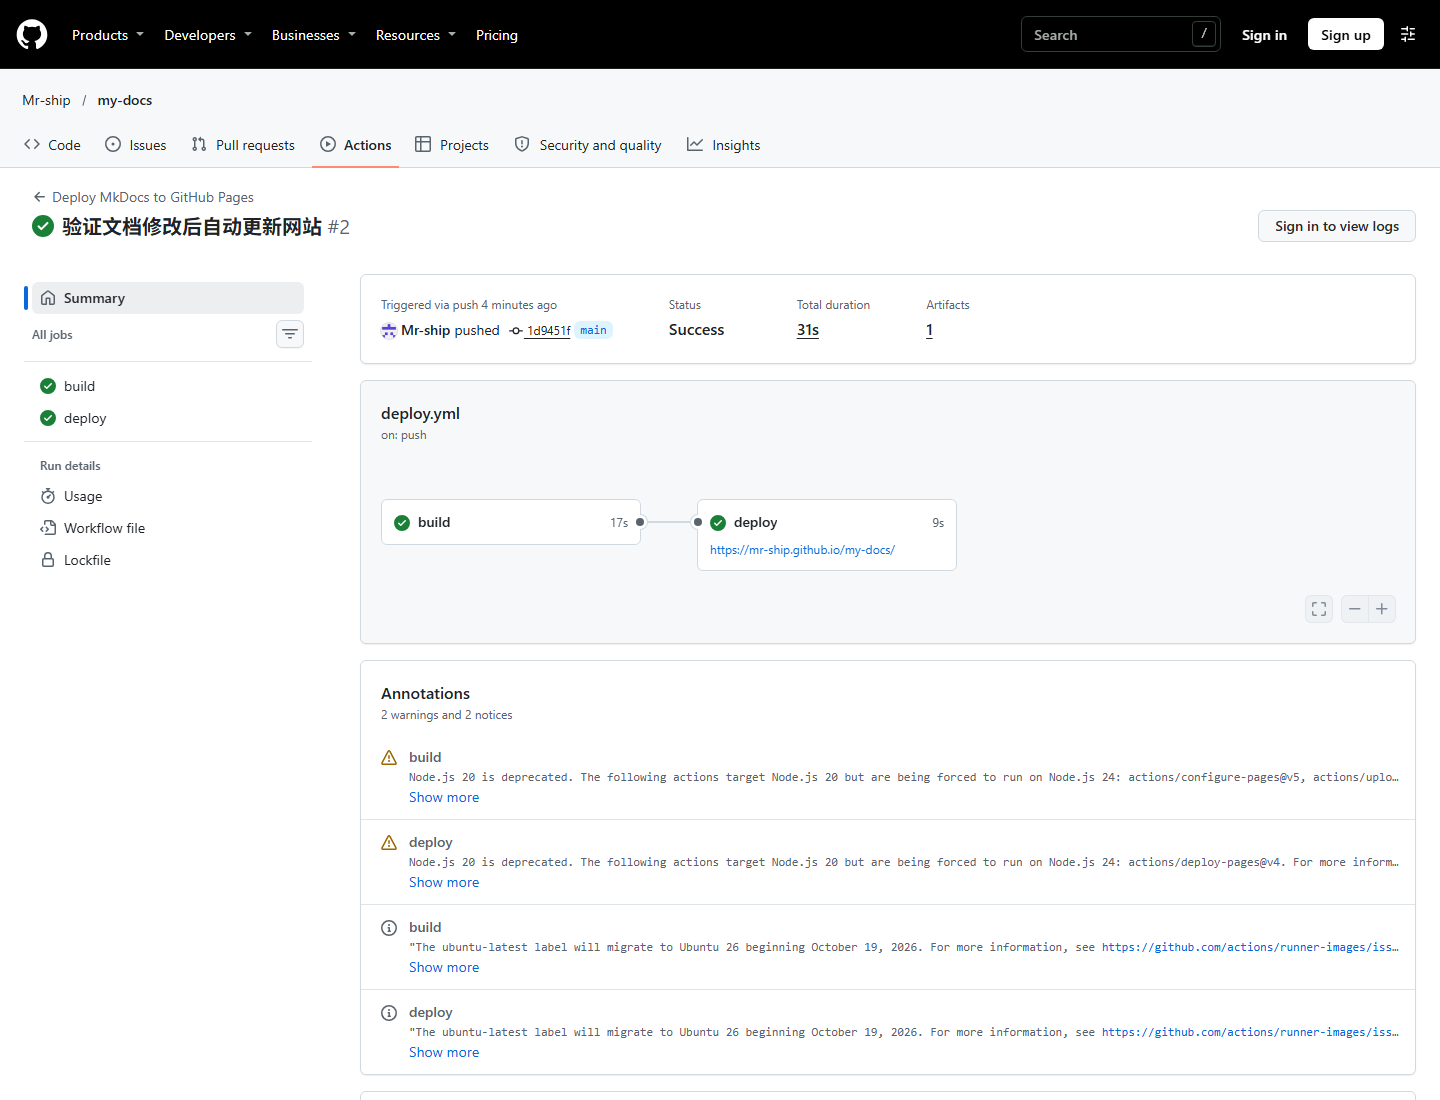 Products Developers Businesses Resources Pricing Search / Sign in Sign up
Mr-ship / my-docs
Code Issues Pull requests Actions Projects Security and quality Insights
Deploy MkDocs to GitHub Pages
验证文档修改后自动更新网站 #2
Sign in to view logs
Summary
All jobs
build
deploy
Run details
Usage
Workflow file
Lockfile
Triggered via push 4 minutes ago
Mr-ship pushed 1d9451f main
Status
Success
Total duration
31s
Artifacts
1
deploy.yml
on: push
build 17s
deploy 9s
https://mr-ship.github.io/my-docs/
Annotations
2 warnings and 2 notices
build
Node.js 20 is deprecated. The following actions target Node.js 20 but are being forced to run on Node.js 24: actions/configure-pages@v5, actions/uplo…
Show more
deploy
Node.js 20 is deprecated. The following actions target Node.js 20 but are being forced to run on Node.js 24: actions/deploy-pages@v4. For more inform…
Show more
build
"The ubuntu-latest label will migrate to Ubuntu 26 beginning October 19, 2026. For more information, see https://github.com/actions/runner-images/iss…
Show more
deploy
"The ubuntu-latest label will migrate to Ubuntu 26 beginning October 19, 2026. For more information, see https://github.com/actions/runner-images/iss…
Show more